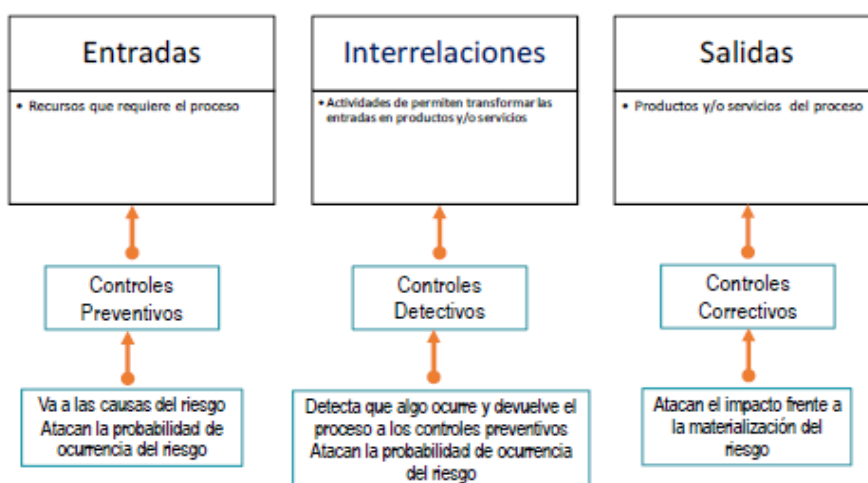 Entradas
• Recursos que requiere el proceso
Interrelaciones
• Actividades de permiten transformar las
entradas en productos y/o servicios
Salidas
• Productos y/o servicios del proceso
Controles
Preventivos
Controles
Detectivos
Controles
Correctivos
Va a las causas del riesgo
Atacan la probabilidad de
ocurrencia del riesgo
Detecta que algo ocurre y devuelve el
proceso a los controles preventivos
Atacan la probabilidad de ocurrencia
del riesgo
Atacan el impacto frente a
la materialización del
riesgo